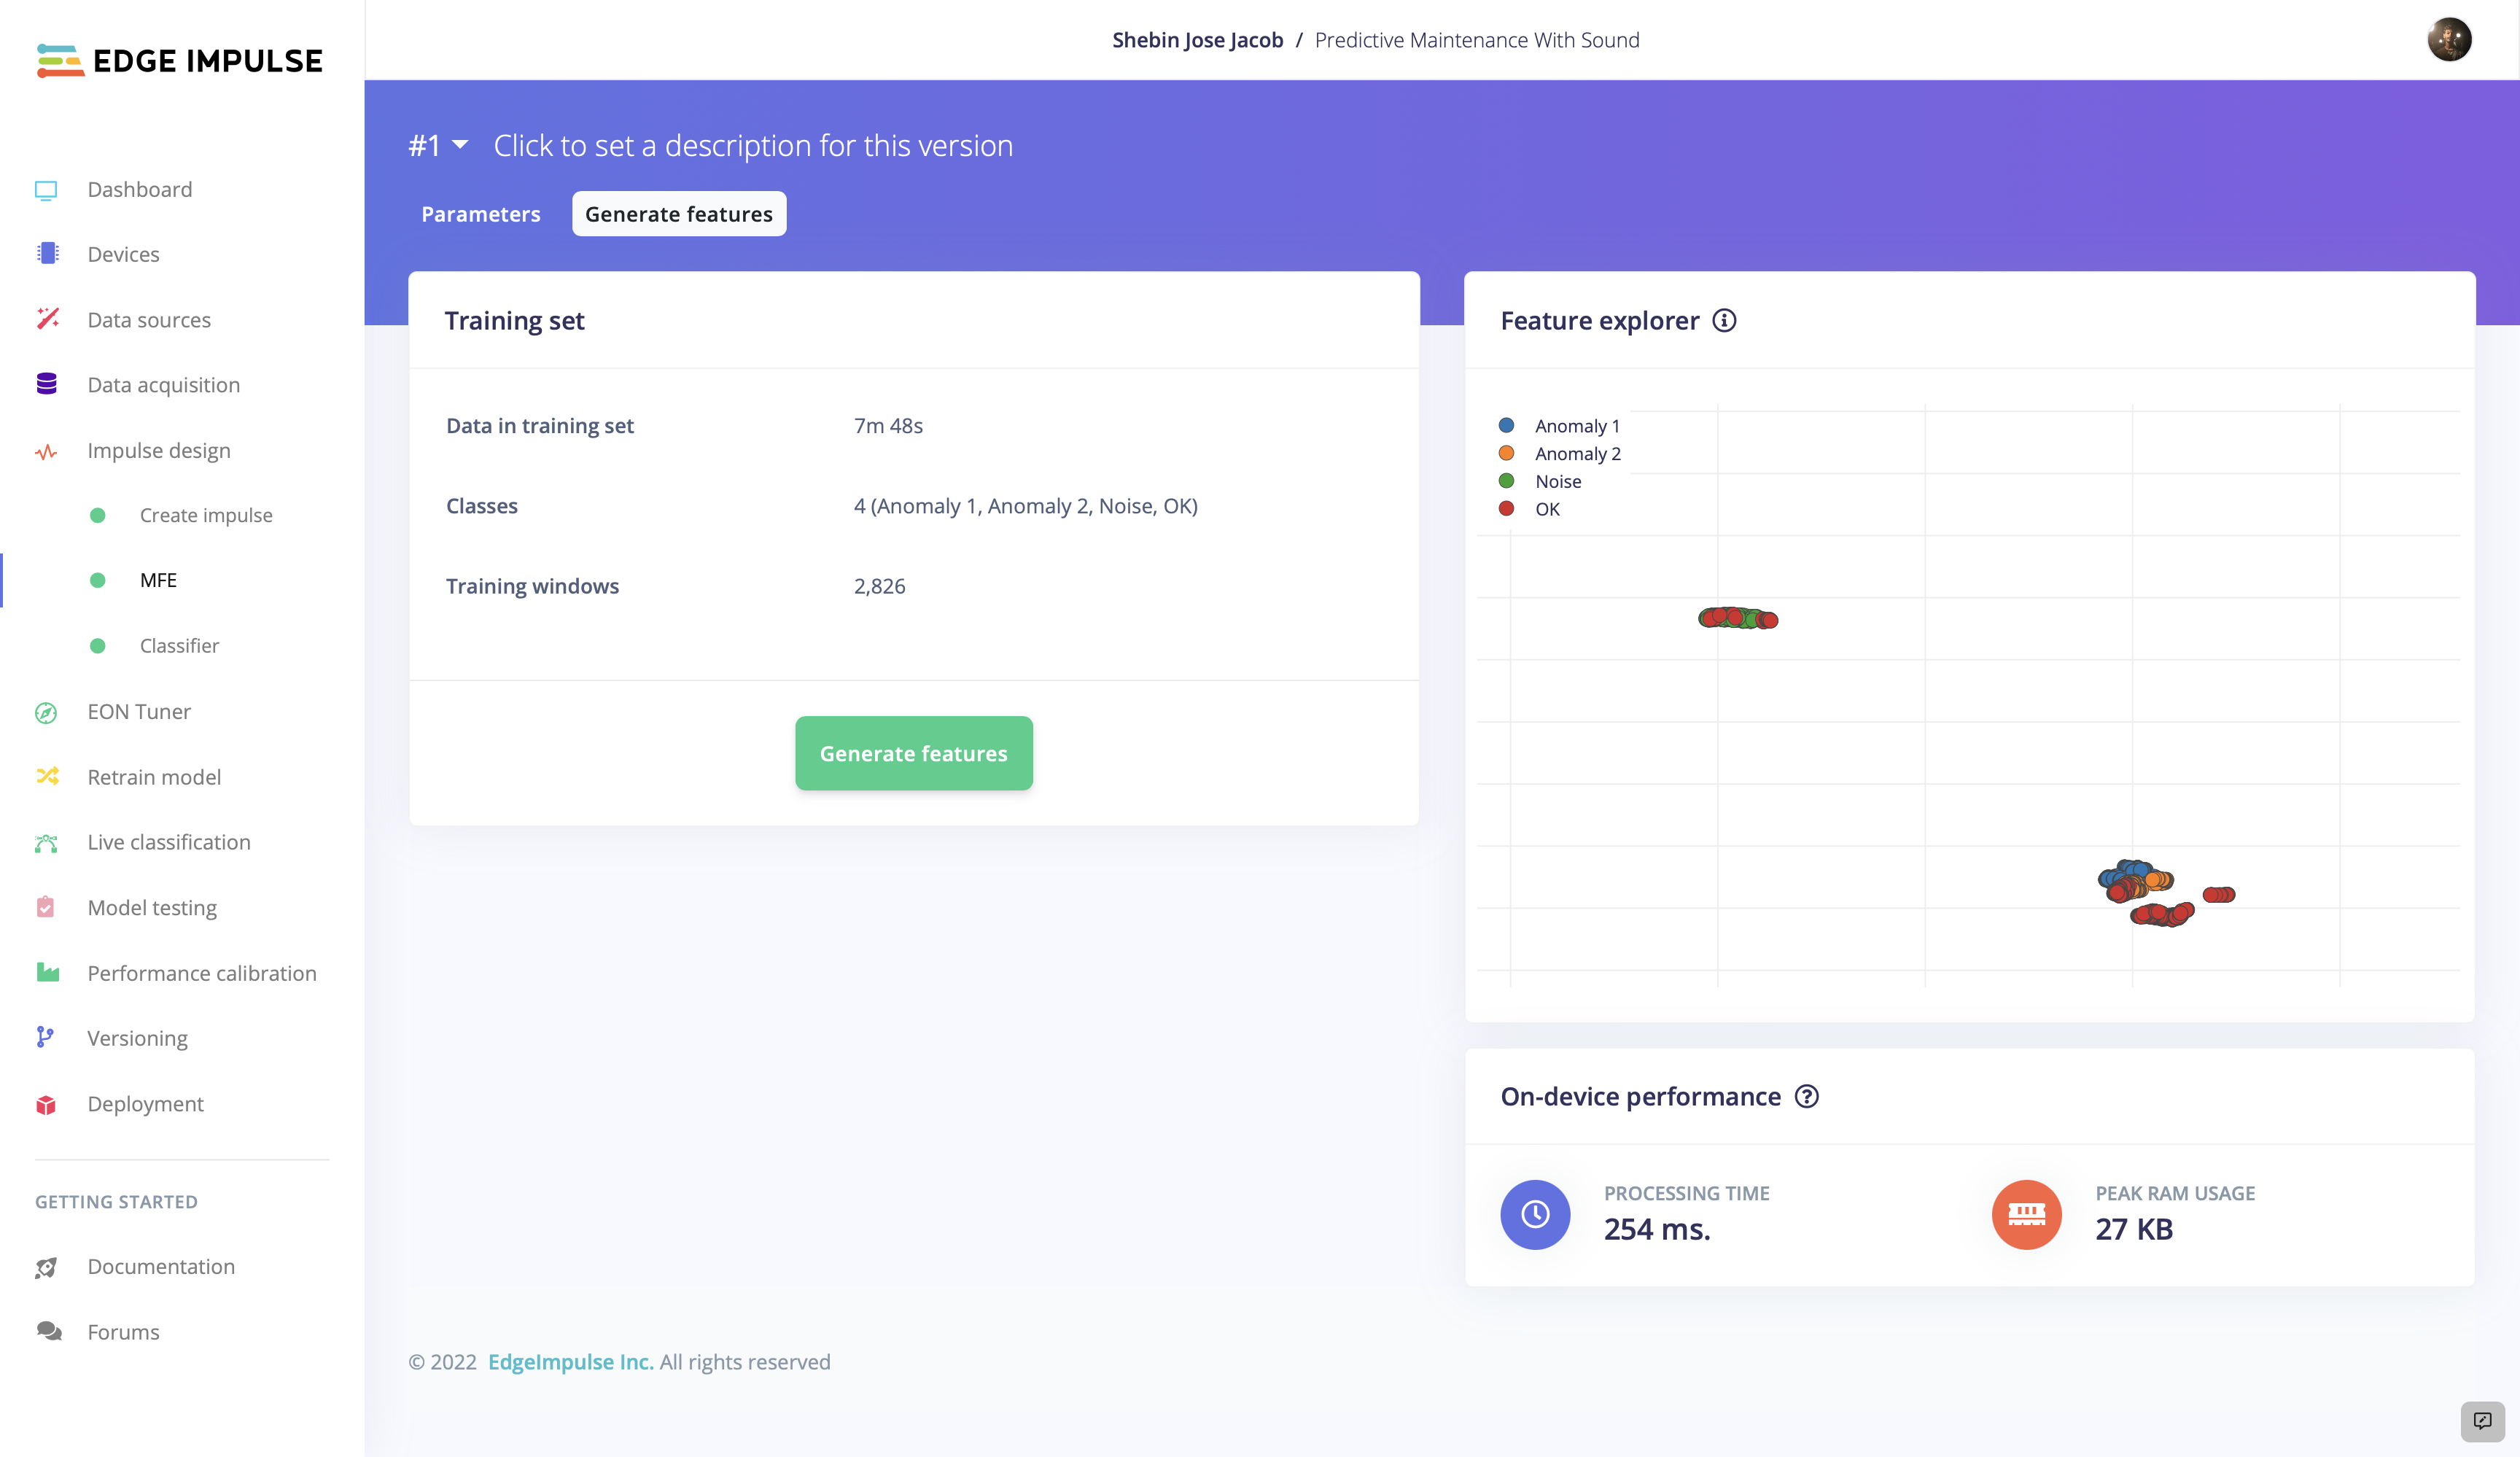 EDGE IMPULSE
Shebin Jose Jacob / Predictive Maintenance With Sound
Dashboard
Devices
Data sources
Data acquisition
Impulse design
Create impulse
MFE
Classifier
EON Tuner
Retrain model
Live classification
Model testing
Performance calibration
Versioning
Deployment
GETTING STARTED
Documentation
Forums
#1 Click to set a description for this version
Parameters Generate features
Training set
Data in training set 7m 48s
Classes 4 (Anomaly 1, Anomaly 2, Noise, OK)
Training windows 2,826
Generate features
Feature explorer
Anomaly 1
Anomaly 2
Noise
OK
On-device performance
PROCESSING TIME
254 ms.
PEAK RAM USAGE
27 KB
© 2022 EdgeImpulse Inc. All rights reserved